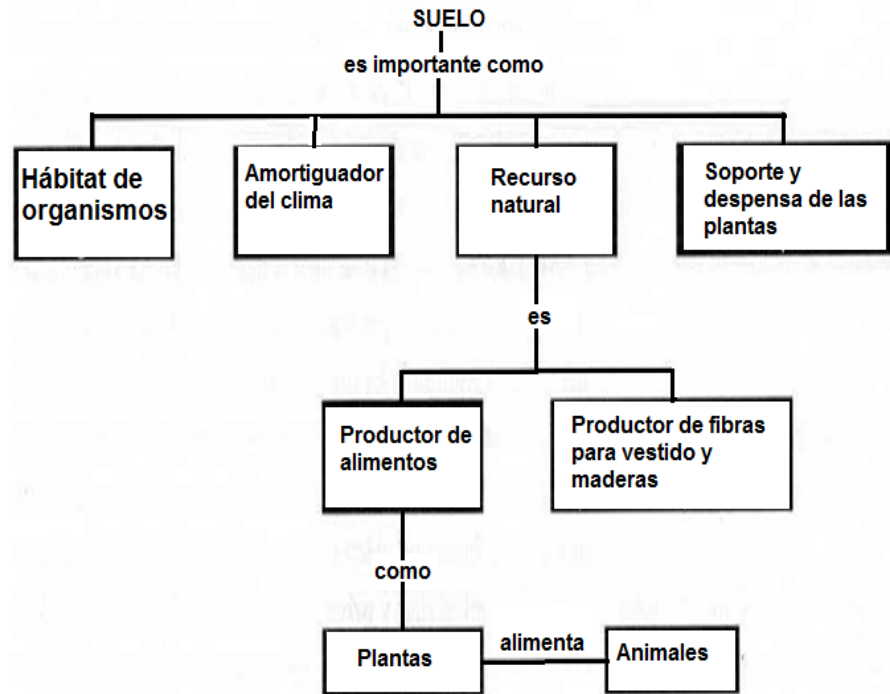 SUELO
es importante como
Hábitat de
organismos
Amortiguador
del clima
Recurso
natural
Soporte y
despensa de las
plantas
es
Productor de
alimentos
Productor de fibras
para vestido y
maderas
como
Plantas
alimenta
Animales